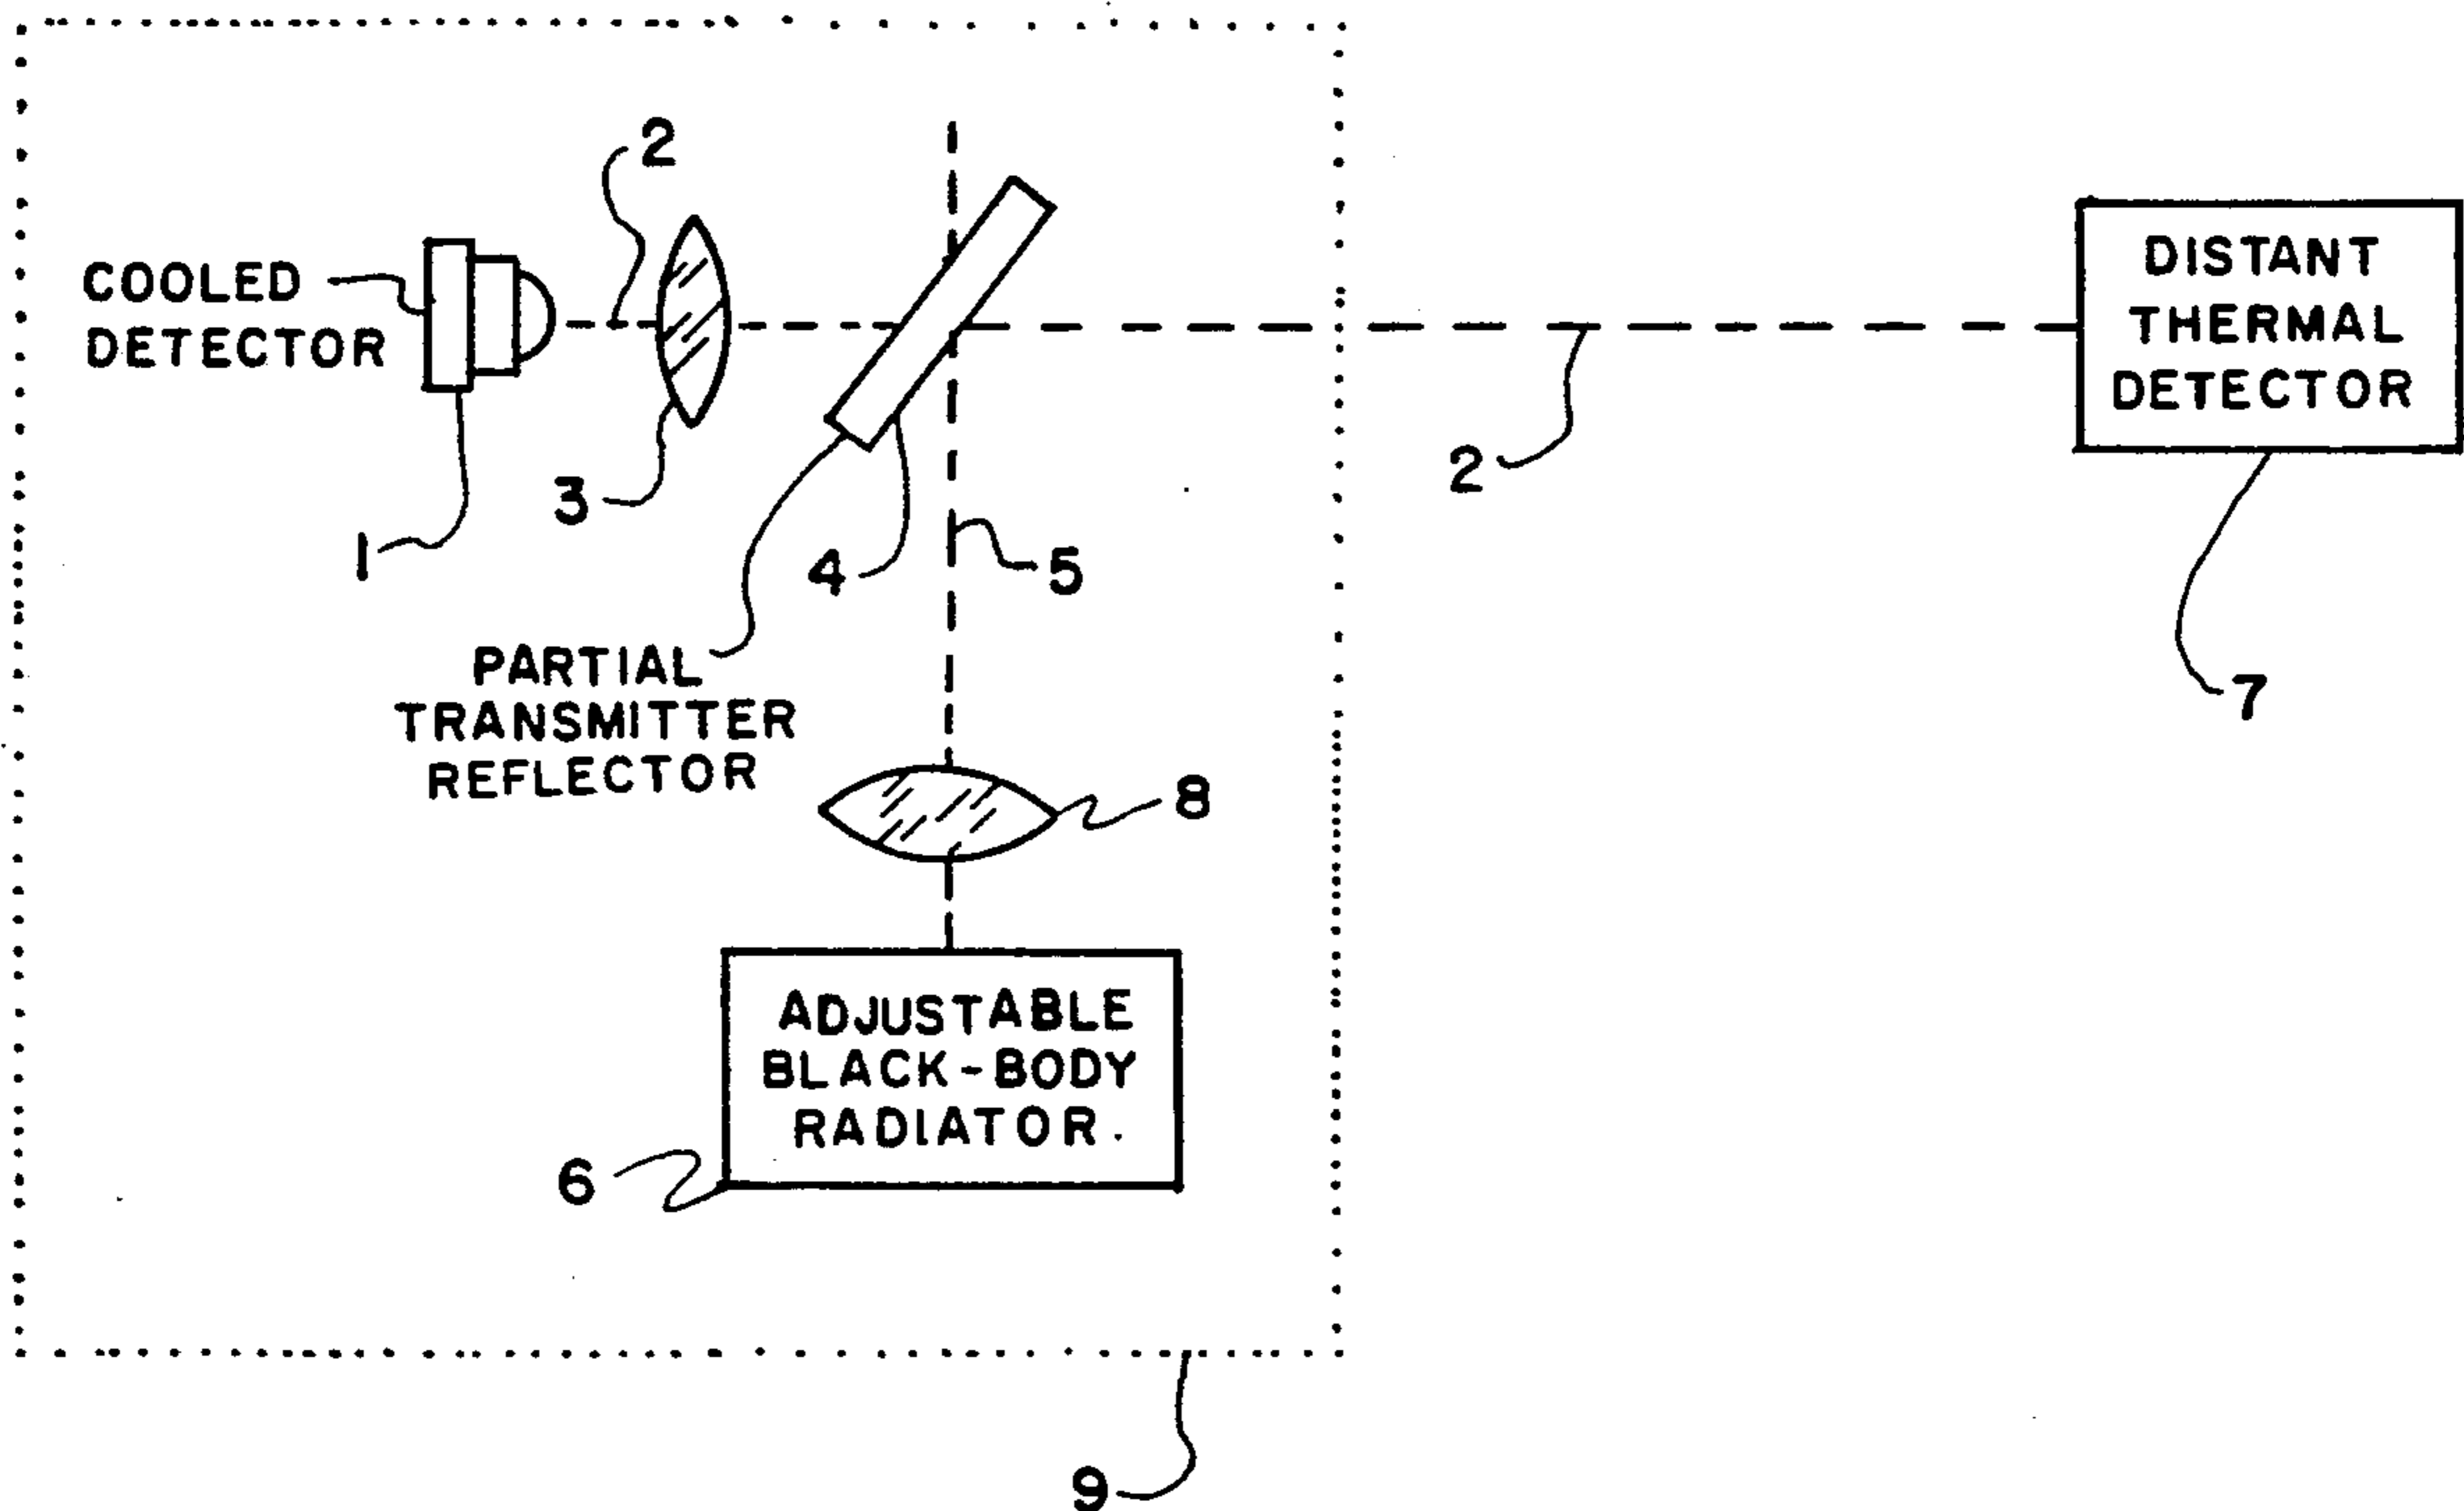 2
COOLED
DETECTOR
DISTANT
THERMAL
DETECTOR
2
3
1
4
5
PARTIAL
TRANSMITTER
REFLECTOR
7
8
ADJUSTABLE
BLACK-BODY
RADIATOR.
6
9